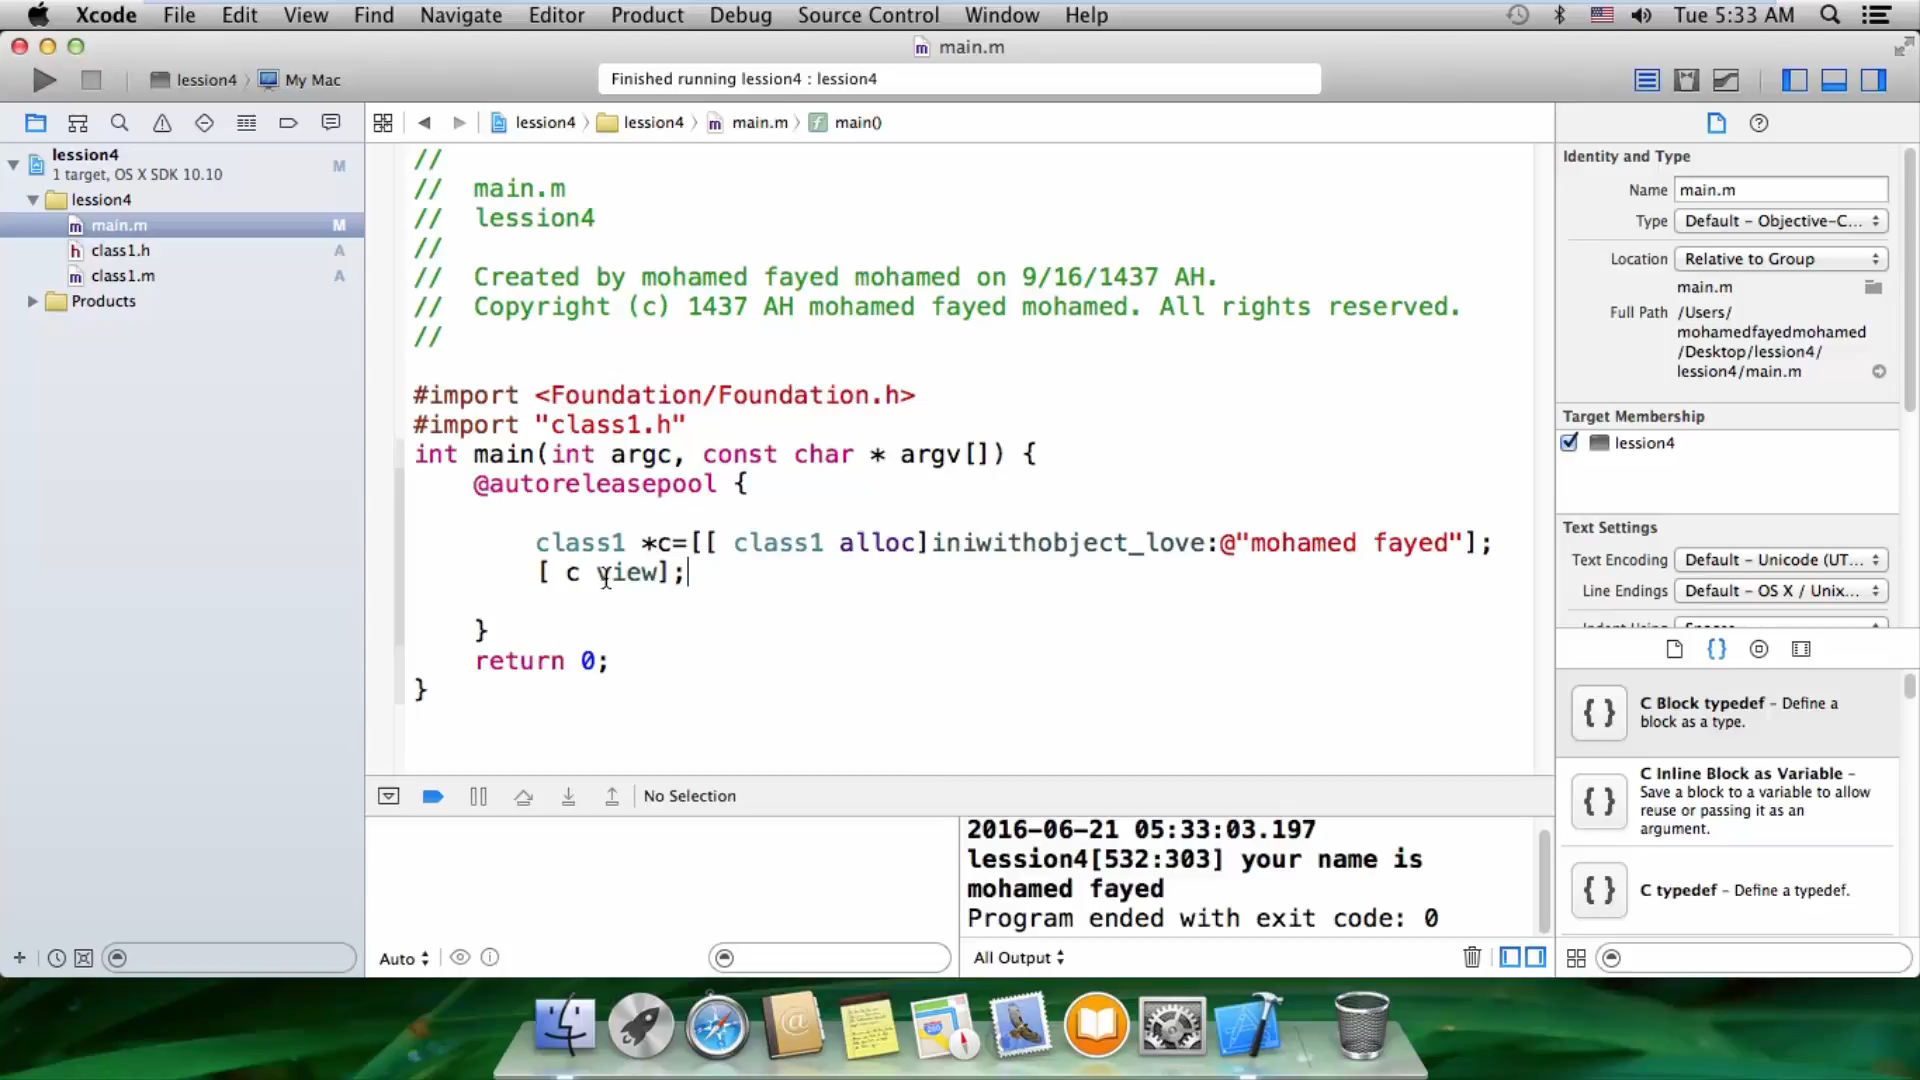 Xcode File Edit View Find Navigate Editor Product Debug Source Control Window Help Tue 5:33 AM
main.m
lession4 My Mac
Finished running lession4 : lession4
lession4 lession4 main.m main()
lession4 M
1 target, OS X SDK 10.10
lession4
main.m M
class1.h A
class1.m A
Products
//
// main.m
// lession4
//
// Created by mohamed fayed mohamed on 9/16/1437 AH.
// Copyright (c) 1437 AH mohamed fayed mohamed. All rights reserved.
//
#import <Foundation/Foundation.h>
#import "class1.h"
int main(int argc, const char * argv[]) {
@autoreleasepool {
class1 *c=[[ class1 alloc]iniwithobject_love:@"mohamed fayed"];
[ c view];
}
return 0;
}
No Selection
2016-06-21 05:33:03.197
lession4[532:303] your name is
mohamed fayed
Program ended with exit code: 0
Auto
All Output
Identity and Type
Name main.m
Type Default - Objective-C...
Location Relative to Group
main.m
Full Path /Users/
mohamedfayedmohamed
/Desktop/lession4/
lession4/main.m
Target Membership
lession4
Text Settings
Text Encoding Default - Unicode (UT...
Line Endings Default - OS X / Unix...
C Block typedef - Define a
block as a type.
C Inline Block as Variable -
Save a block to a variable to allow
reuse or passing it as an
argument.
C typedef - Define a typedef.